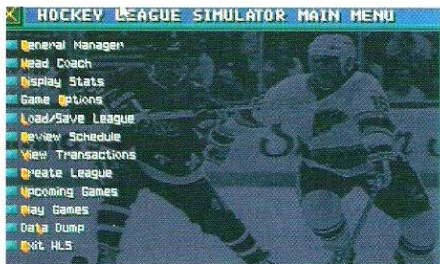 HOCKEY LEAGUE SIMULATOR MAIN MENU
General Manager
Head Coach
Display Stats
Game Options
Load/Save League
Review Schedule
View Transactions
Create League
Upcoming Games
Play Games
Data Dump
Exit HLS